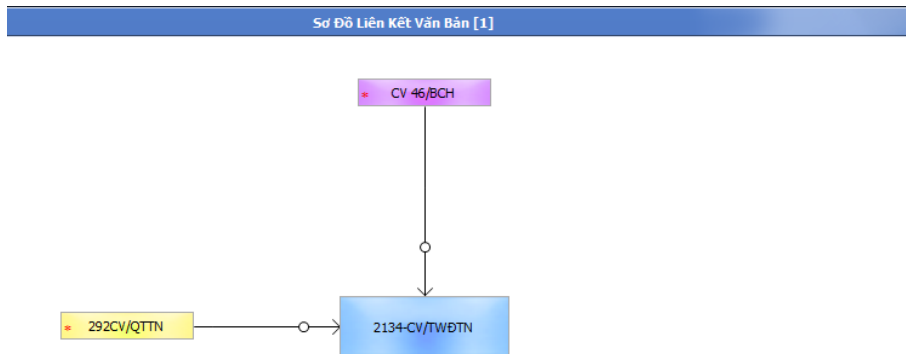 Sơ Đồ Liên Kết Văn Bản [1]
* CV 46/BCH
* 292CV/QTTN
2134-CV/TWĐTN